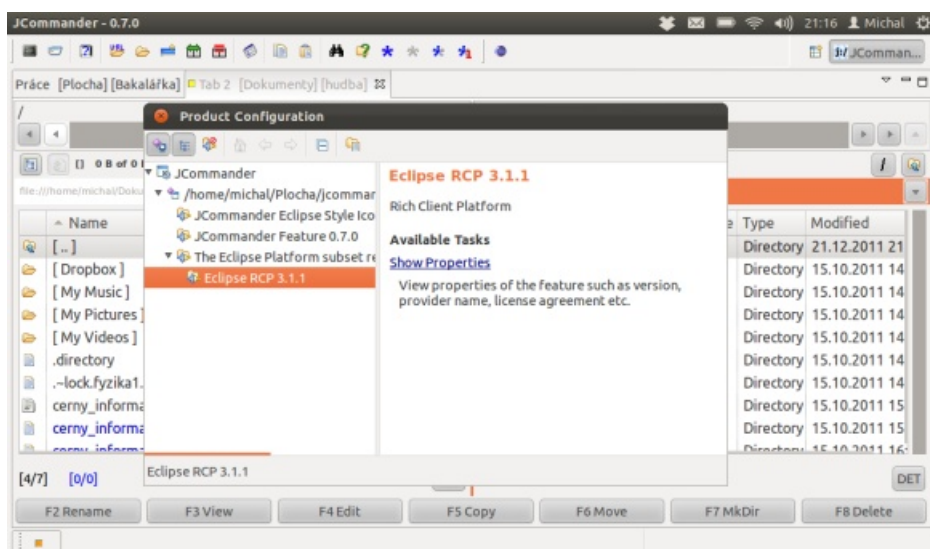 JCommander - 0.7.0
21:16 Michal
JComman...
Práce [Plocha] [Bakalářka] Tab 2 [Dokumenty] [hudba]
/
Product Configuration
0 B of 0
file:///home/michal/Doku
JCommander
/home/michal/Plocha/jcommar
JCommander Eclipse Style Ico
JCommander Feature 0.7.0
The Eclipse Platform subset re
Eclipse RCP 3.1.1
Eclipse RCP 3.1.1
Rich Client Platform
Available Tasks
Show Properties
View properties of the feature such as version,
provider name, license agreement etc.
Name Type Modified
[..] Directory 21.12.2011 21
[ Dropbox ] Directory 15.10.2011 14
[ My Music ] Directory 15.10.2011 14
[ My Pictures ] Directory 15.10.2011 14
[ My Videos ] Directory 15.10.2011 14
.directory Directory 15.10.2011 14
.~lock.fyzika1. Directory 15.10.2011 14
cerny_informa Directory 15.10.2011 15
cerny_informa Directory 15.10.2011 15
Eclipse RCP 3.1.1
[4/7] [0/0] DET
F2 Rename F3 View F4 Edit F5 Copy F6 Move F7 MkDir F8 Delete